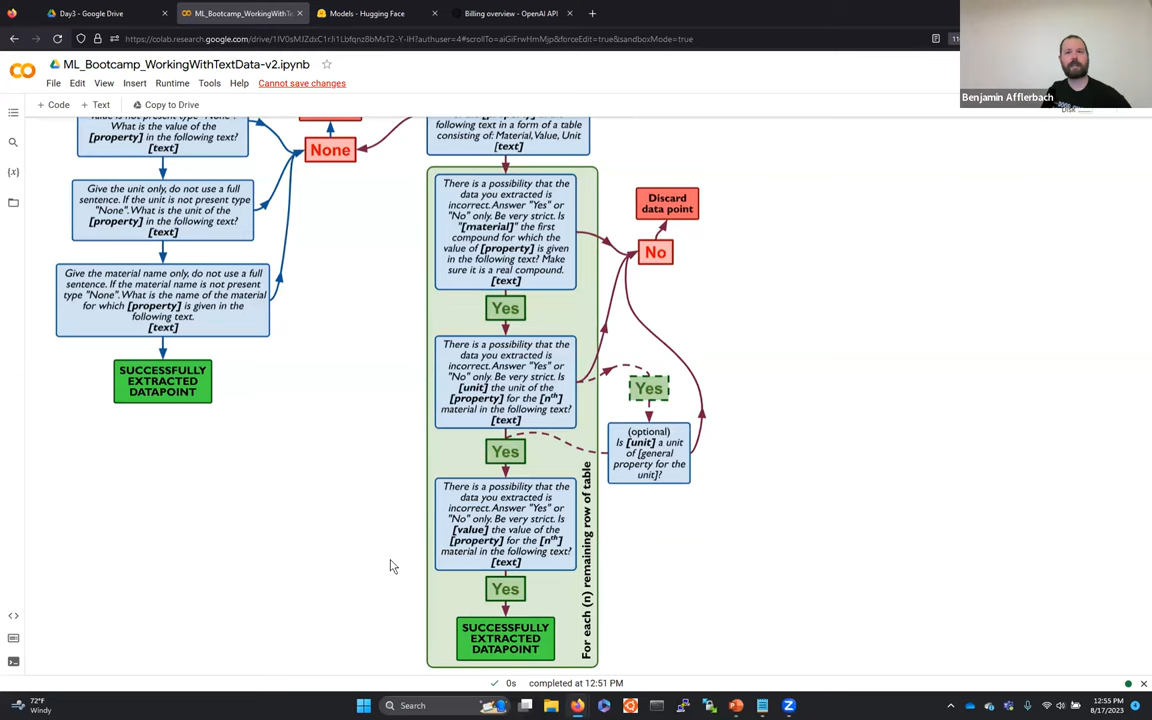 Day3 - Google Drive
ML_Bootcamp_WorkingWithTe
Models - Hugging Face
Billing overview - OpenAI API
ML_Bootcamp_WorkingWithTextData-v2.ipynb
File Edit View Insert Runtime Tools Help Cannot save changes
+ Code + Text Copy to Drive
Benjamin Afflerbach
Disk
What is the value of the
[property] in the following text?
[text]
Give the unit only, do not use a full
sentence. If the unit is not present type
"None". What is the unit of the
[property] in the following text?
[text]
Give the material name only, do not use a full
sentence. If the material name is not present
type "None". What is the name of the material
for which [property] is given in the
following text.
[text]
SUCCESSFULLY
EXTRACTED
DATAPOINT
None
following text in a form of a table
consisting of: Material, Value, Unit
[text]
There is a possibility that the
data you extracted is
incorrect. Answer "Yes" or
"No" only. Be very strict. Is
"[material]" the first
compound for which the
value of [property] is given
in the following text? Make
sure it is a real compound.
[text]
Yes
There is a possibility that the
data you extracted is
incorrect. Answer "Yes" or
"No" only. Be very strict. Is
[unit] the unit of the
[property] for the [nth]
material in the following text?
[text]
Yes
There is a possibility that the
data you extracted is
incorrect. Answer "Yes" or
"No" only. Be very strict. Is
[value] the value of the
[property] for the [nth]
material in the following text?
[text]
Yes
SUCCESSFULLY
EXTRACTED
DATAPOINT
For each (n) remaining row of table
Discard
data point
No
Yes
(optional)
Is [unit] a unit
of [general
property for the
unit]?
0s completed at 12:51 PM
72°F
Windy
Search
12:55 PM
8/17/2023